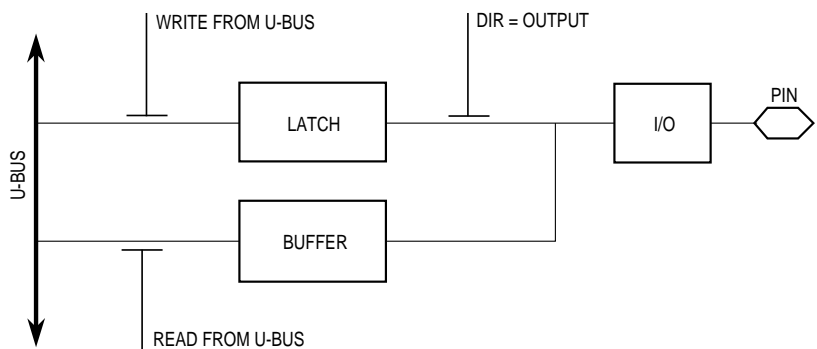 WRITE FROM U-BUS
DIR = OUTPUT
PIN
LATCH
I/O
U-BUS
BUFFER
READ FROM U-BUS